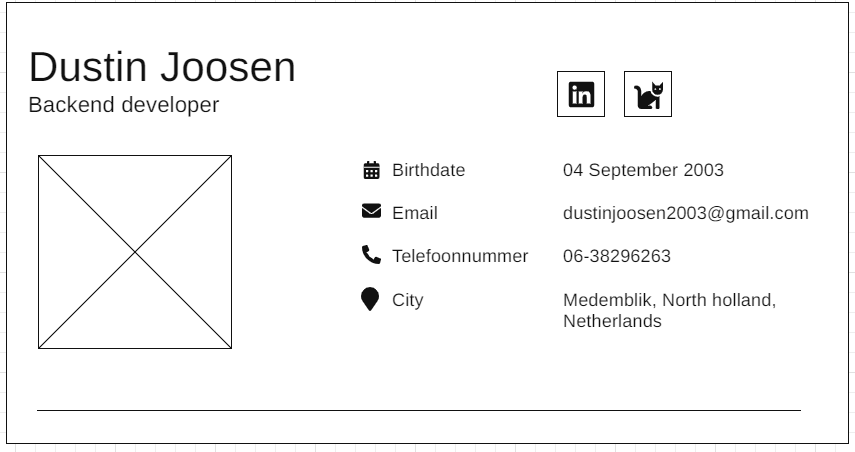 Dustin Joosen
Backend developer
in
Birthdate 04 September 2003
Email dustinjoosen2003@gmail.com
Telefoonnummer 06-38296263
City Medemblik, North holland,
Netherlands